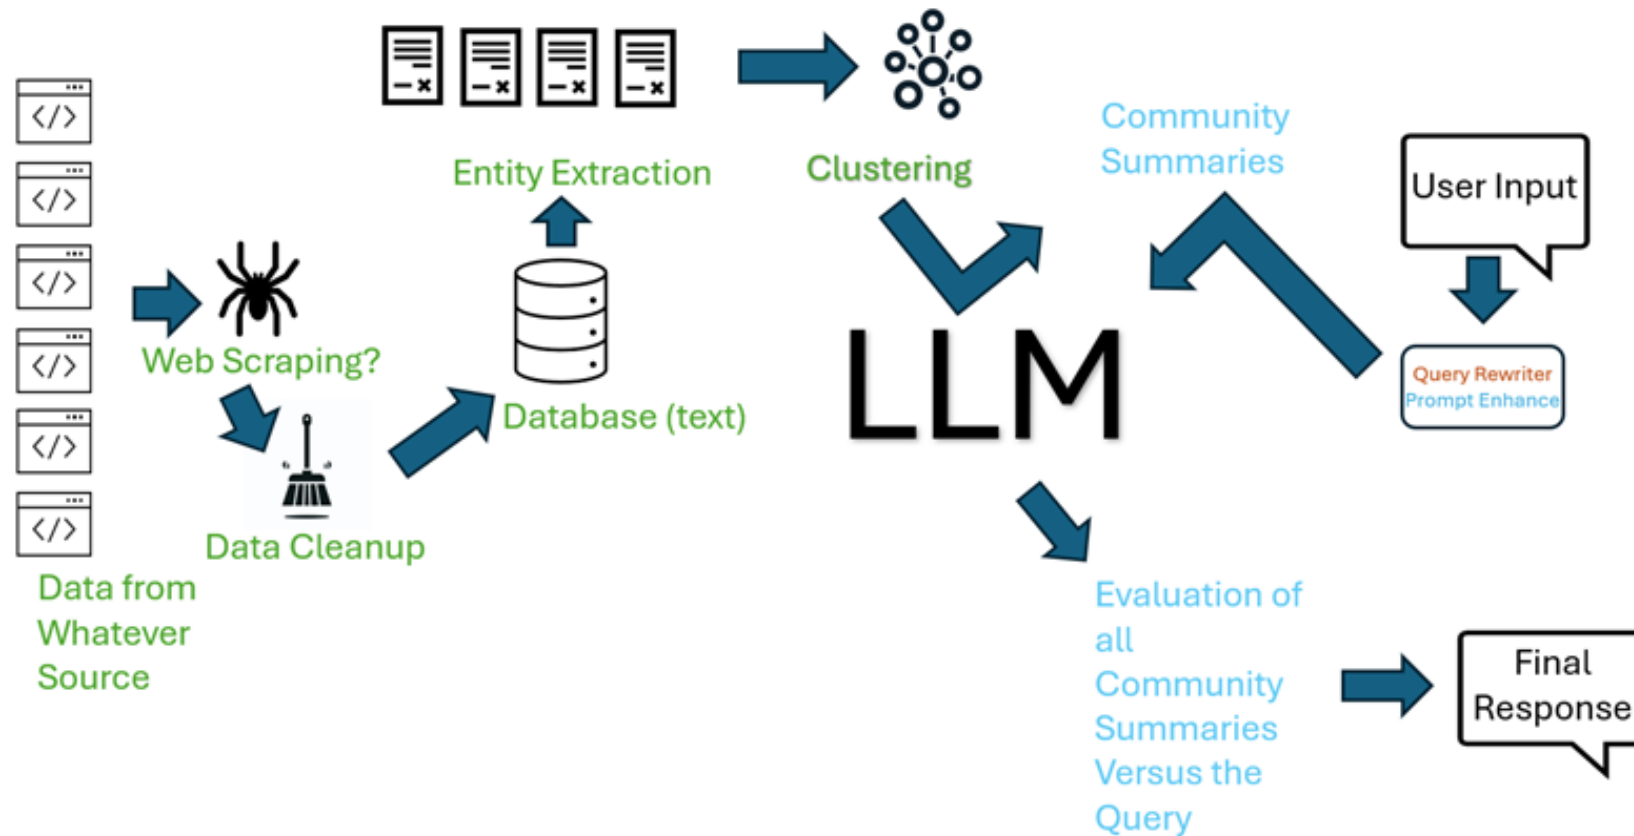 </>
</>
</>
</>
</>
</>
Data from
Whatever
Source
Web Scraping?
Data Cleanup
Database (text)
Entity Extraction
Clustering
Community
Summaries
User Input
Query Rewriter
Prompt Enhance
LLM
Evaluation of
all
Community
Summaries
Versus the
Query
Final
Response